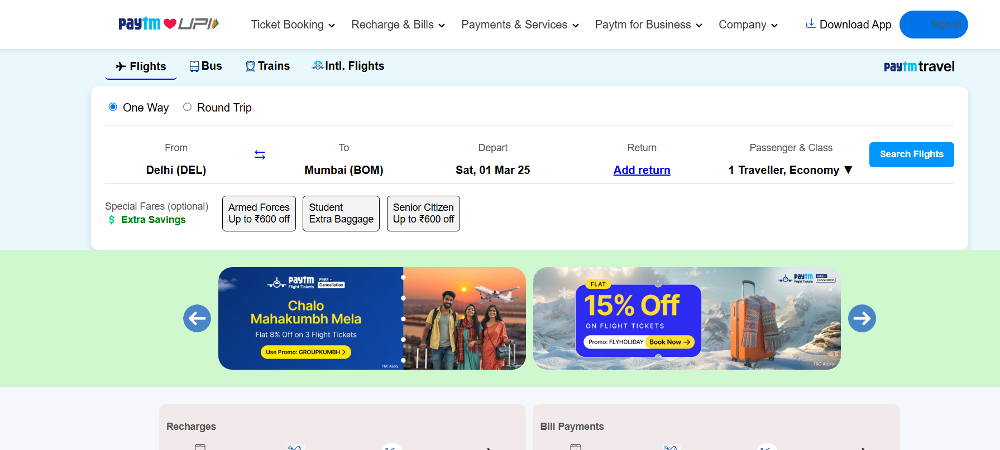 paytm UPI
Ticket Booking
Recharge & Bills
Payments & Services
Paytm for Business
Company
Download App
Sign In
Flights
Bus
Trains
Intl. Flights
paytm travel
One Way
Round Trip
From
To
Depart
Return
Passenger & Class
Delhi (DEL)
Mumbai (BOM)
Sat, 01 Mar 25
Add return
1 Traveller, Economy ▼
Search Flights
Special Fares (optional)
$ Extra Savings
Armed Forces
Up to ₹600 off
Student
Extra Baggage
Senior Citizen
Up to ₹600 off
paytm
Flight Tickets
FREE
Cancellation
Chalo
Mahakumbh Mela
Flat 8% Off on 3 Flight Tickets
Use Promo: GROUPKUMBH >
T&C Apply
paytm
Flight Tickets
FREE
Cancellation
FLAT
15% Off
ON FLIGHT TICKETS
Promo: FLYHOLIDAY Book Now →
T&C Apply
Recharges
Bill Payments